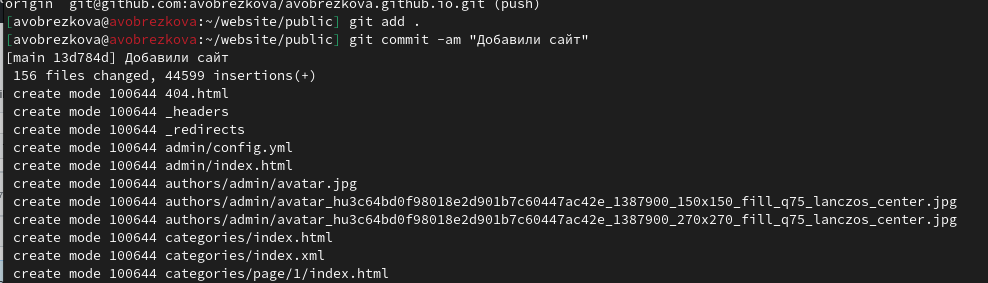 origin  git@github.com:avobrezkova/avobrezkova.github.io.git (push)
[avobrezkova@avobrezkova:~/website/public] git add .
[avobrezkova@avobrezkova:~/website/public] git commit -am "Добавили сайт"
[main 13d784d] Добавили сайт
 156 files changed, 44599 insertions(+)
 create mode 100644 404.html
 create mode 100644 _headers
 create mode 100644 _redirects
 create mode 100644 admin/config.yml
 create mode 100644 admin/index.html
 create mode 100644 authors/admin/avatar.jpg
 create mode 100644 authors/admin/avatar_hu3c64bd0f98018e2d901b7c60447ac42e_1387900_150x150_fill_q75_lanczos_center.jpg
 create mode 100644 authors/admin/avatar_hu3c64bd0f98018e2d901b7c60447ac42e_1387900_270x270_fill_q75_lanczos_center.jpg
 create mode 100644 categories/index.html
 create mode 100644 categories/index.xml
 create mode 100644 categories/page/1/index.html